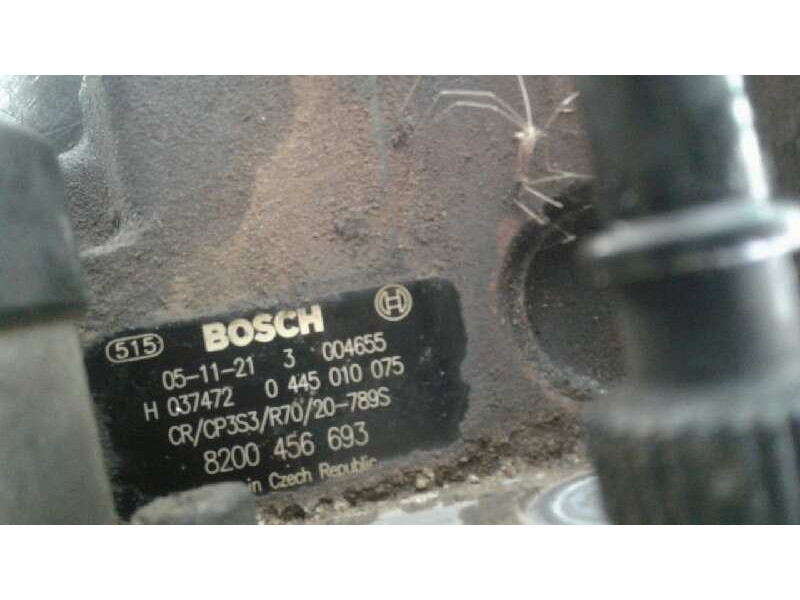 515 BOSCH H
05-11-21 3 004655
H 037472 0 445 010 075
CR/CP3S3/R70/20-789S
8200 456 693
in Czech Republic